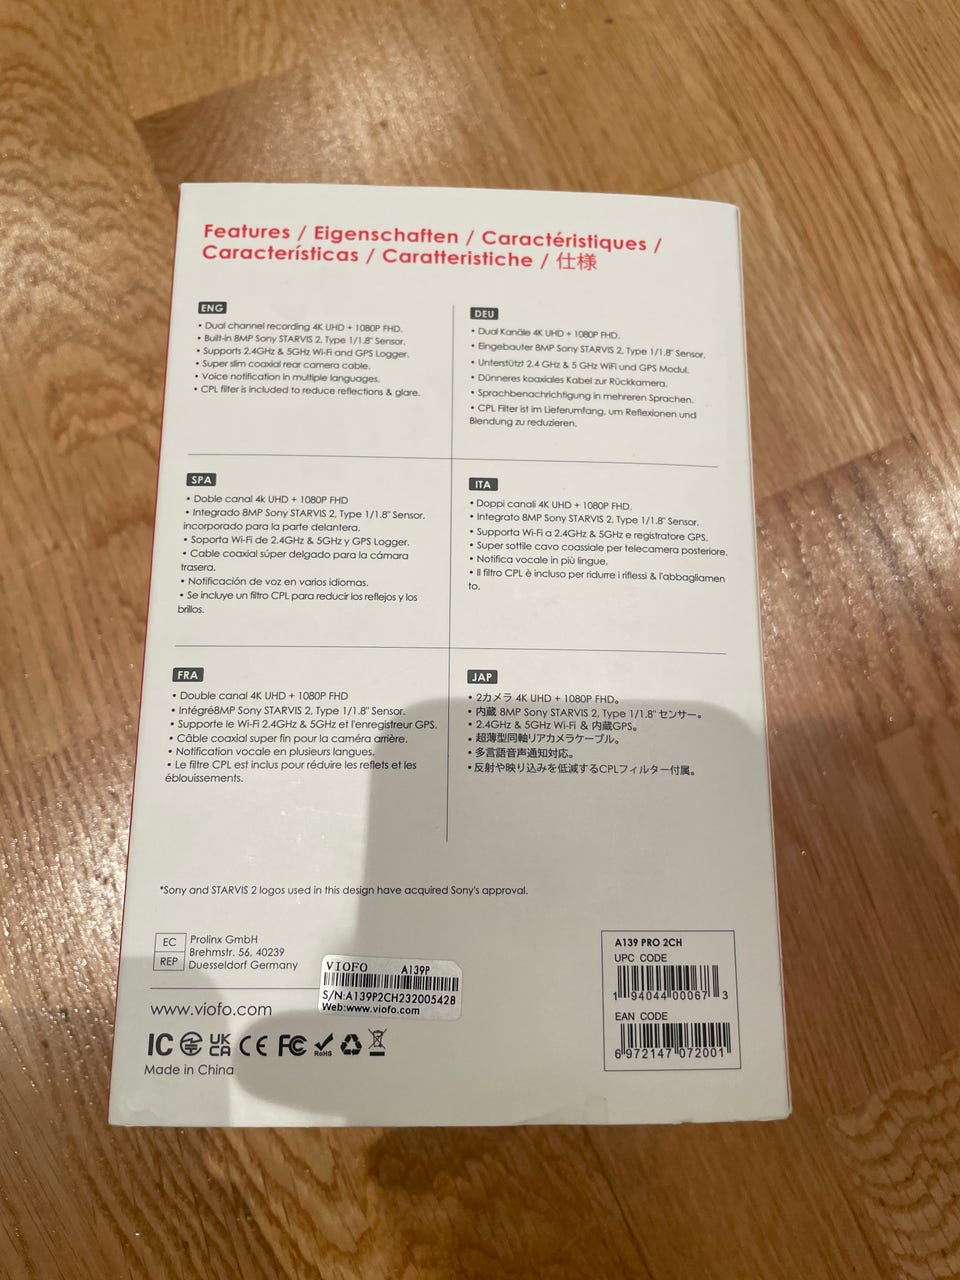 Features / Eigenschaften / Caractéristiques /
Características / Caratteristiche / 仕様
ENG
• Dual channel recording 4K UHD + 1080P FHD.
• Built-in 8MP Sony STARVIS 2, Type 1/1.8" Sensor.
• Supports 2.4GHz & 5GHz Wi-Fi and GPS Logger.
• Super slim coaxial rear camera cable.
• Voice notification in multiple languages.
• CPL filter is included to reduce reflections & glare.
DEU
• Dual Kanäle 4K UHD + 1080P FHD.
• Eingebauter 8MP Sony STARVIS 2, Type 1/1.8" Sensor.
• Unterstützt 2.4 GHz & 5 GHz WiFi und GPS Modul.
• Dünneres koaxiales Kabel zur Rückkamera.
• Sprachbenachrichtigung in mehreren Sprachen.
• CPL Filter ist im Lieferumfang, um Reflexionen und
Blendung zu reduzieren.
SPA
• Doble canal 4k UHD + 1080P FHD
• Integrado 8MP Sony STARVIS 2, Type 1/1.8" Sensor.
incorporado para la parte delantera.
• Soporta Wi-Fi de 2.4GHz & 5GHz y GPS Logger.
• Cable coaxial súper delgado para la cámara
trasera.
• Notificación de voz en varios idiomas.
• Se incluye un filtro CPL para reducir los reflejos y los
brillos.
ITA
• Doppi canali 4K UHD + 1080P FHD.
• Integrato 8MP Sony STARVIS 2, Type 1/1.8" Sensor.
• Supporta Wi-Fi a 2.4GHz & 5GHz e registratore GPS.
• Super sottile cavo coassiale per telecamera posteriore.
• Notifica vocale in più lingue.
• Il filtro CPL è incluso per ridurre i riflessi & l'abbagliamen
to.
FRA
• Double canal 4K UHD + 1080P FHD
• Intégré8MP Sony STARVIS 2, Type 1/1.8" Sensor.
• Supporte le Wi-Fi 2.4GHz & 5GHz et l'enregistreur GPS.
• Câble coaxial super fin pour la caméra arrière.
• Notification vocale en plusieurs langues.
• Le filtre CPL est inclus pour réduire les reflets et les
éblouissements.
JAP
• 2カメラ 4K UHD + 1080P FHD。
• 内蔵 8MP Sony STARVIS 2, Type 1/1.8" センサー。
• 2.4GHz & 5GHz Wi-Fi & 内蔵GPS。
• 超薄型同軸リアカメラケーブル。
• 多言語音声通知対応。
• 反射や映り込みを低減するCPLフィルター付属。
*Sony and STARVIS 2 logos used in this design have acquired Sony's approval.
EC
REP
Prolinx GmbH
Brehmstr. 56, 40239
Duesseldorf Germany
VIOFO A139P
S/N:A139P2CH232005428
Web:www.viofo.com
www.viofo.com
IC UK CA CE FC RoHS
Made in China
A139 PRO 2CH
UPC CODE
1 94044 00067 3
EAN CODE
6 972147 072001